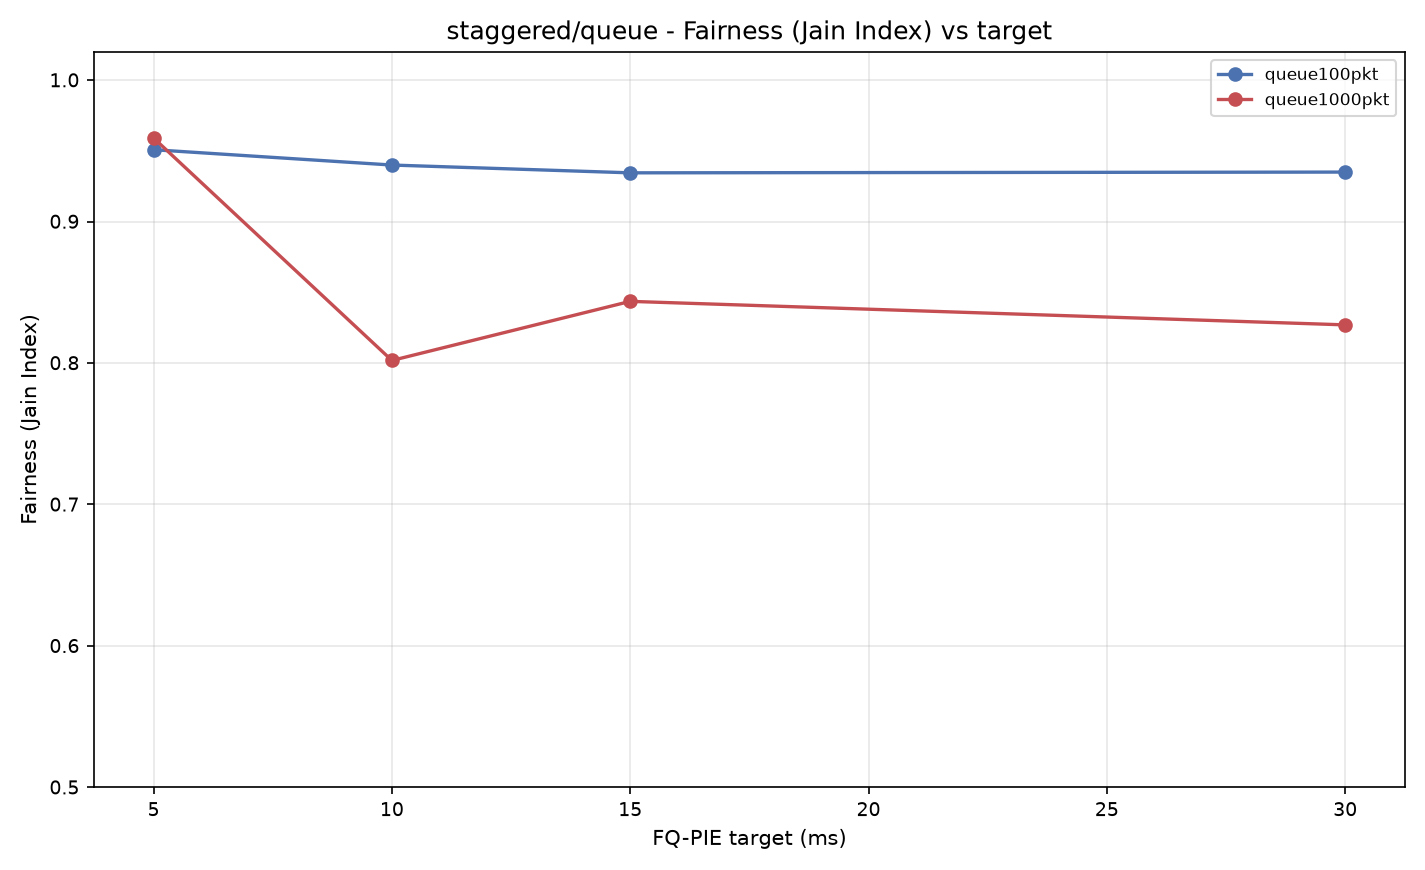 staggered/queue - Fairness (Jain Index) vs target
queue100pkt
queue1000pkt
Fairness (Jain Index)
1.0
0.9
0.8
0.7
0.6
0.5
5 10 15 20 25 30
FQ-PIE target (ms)